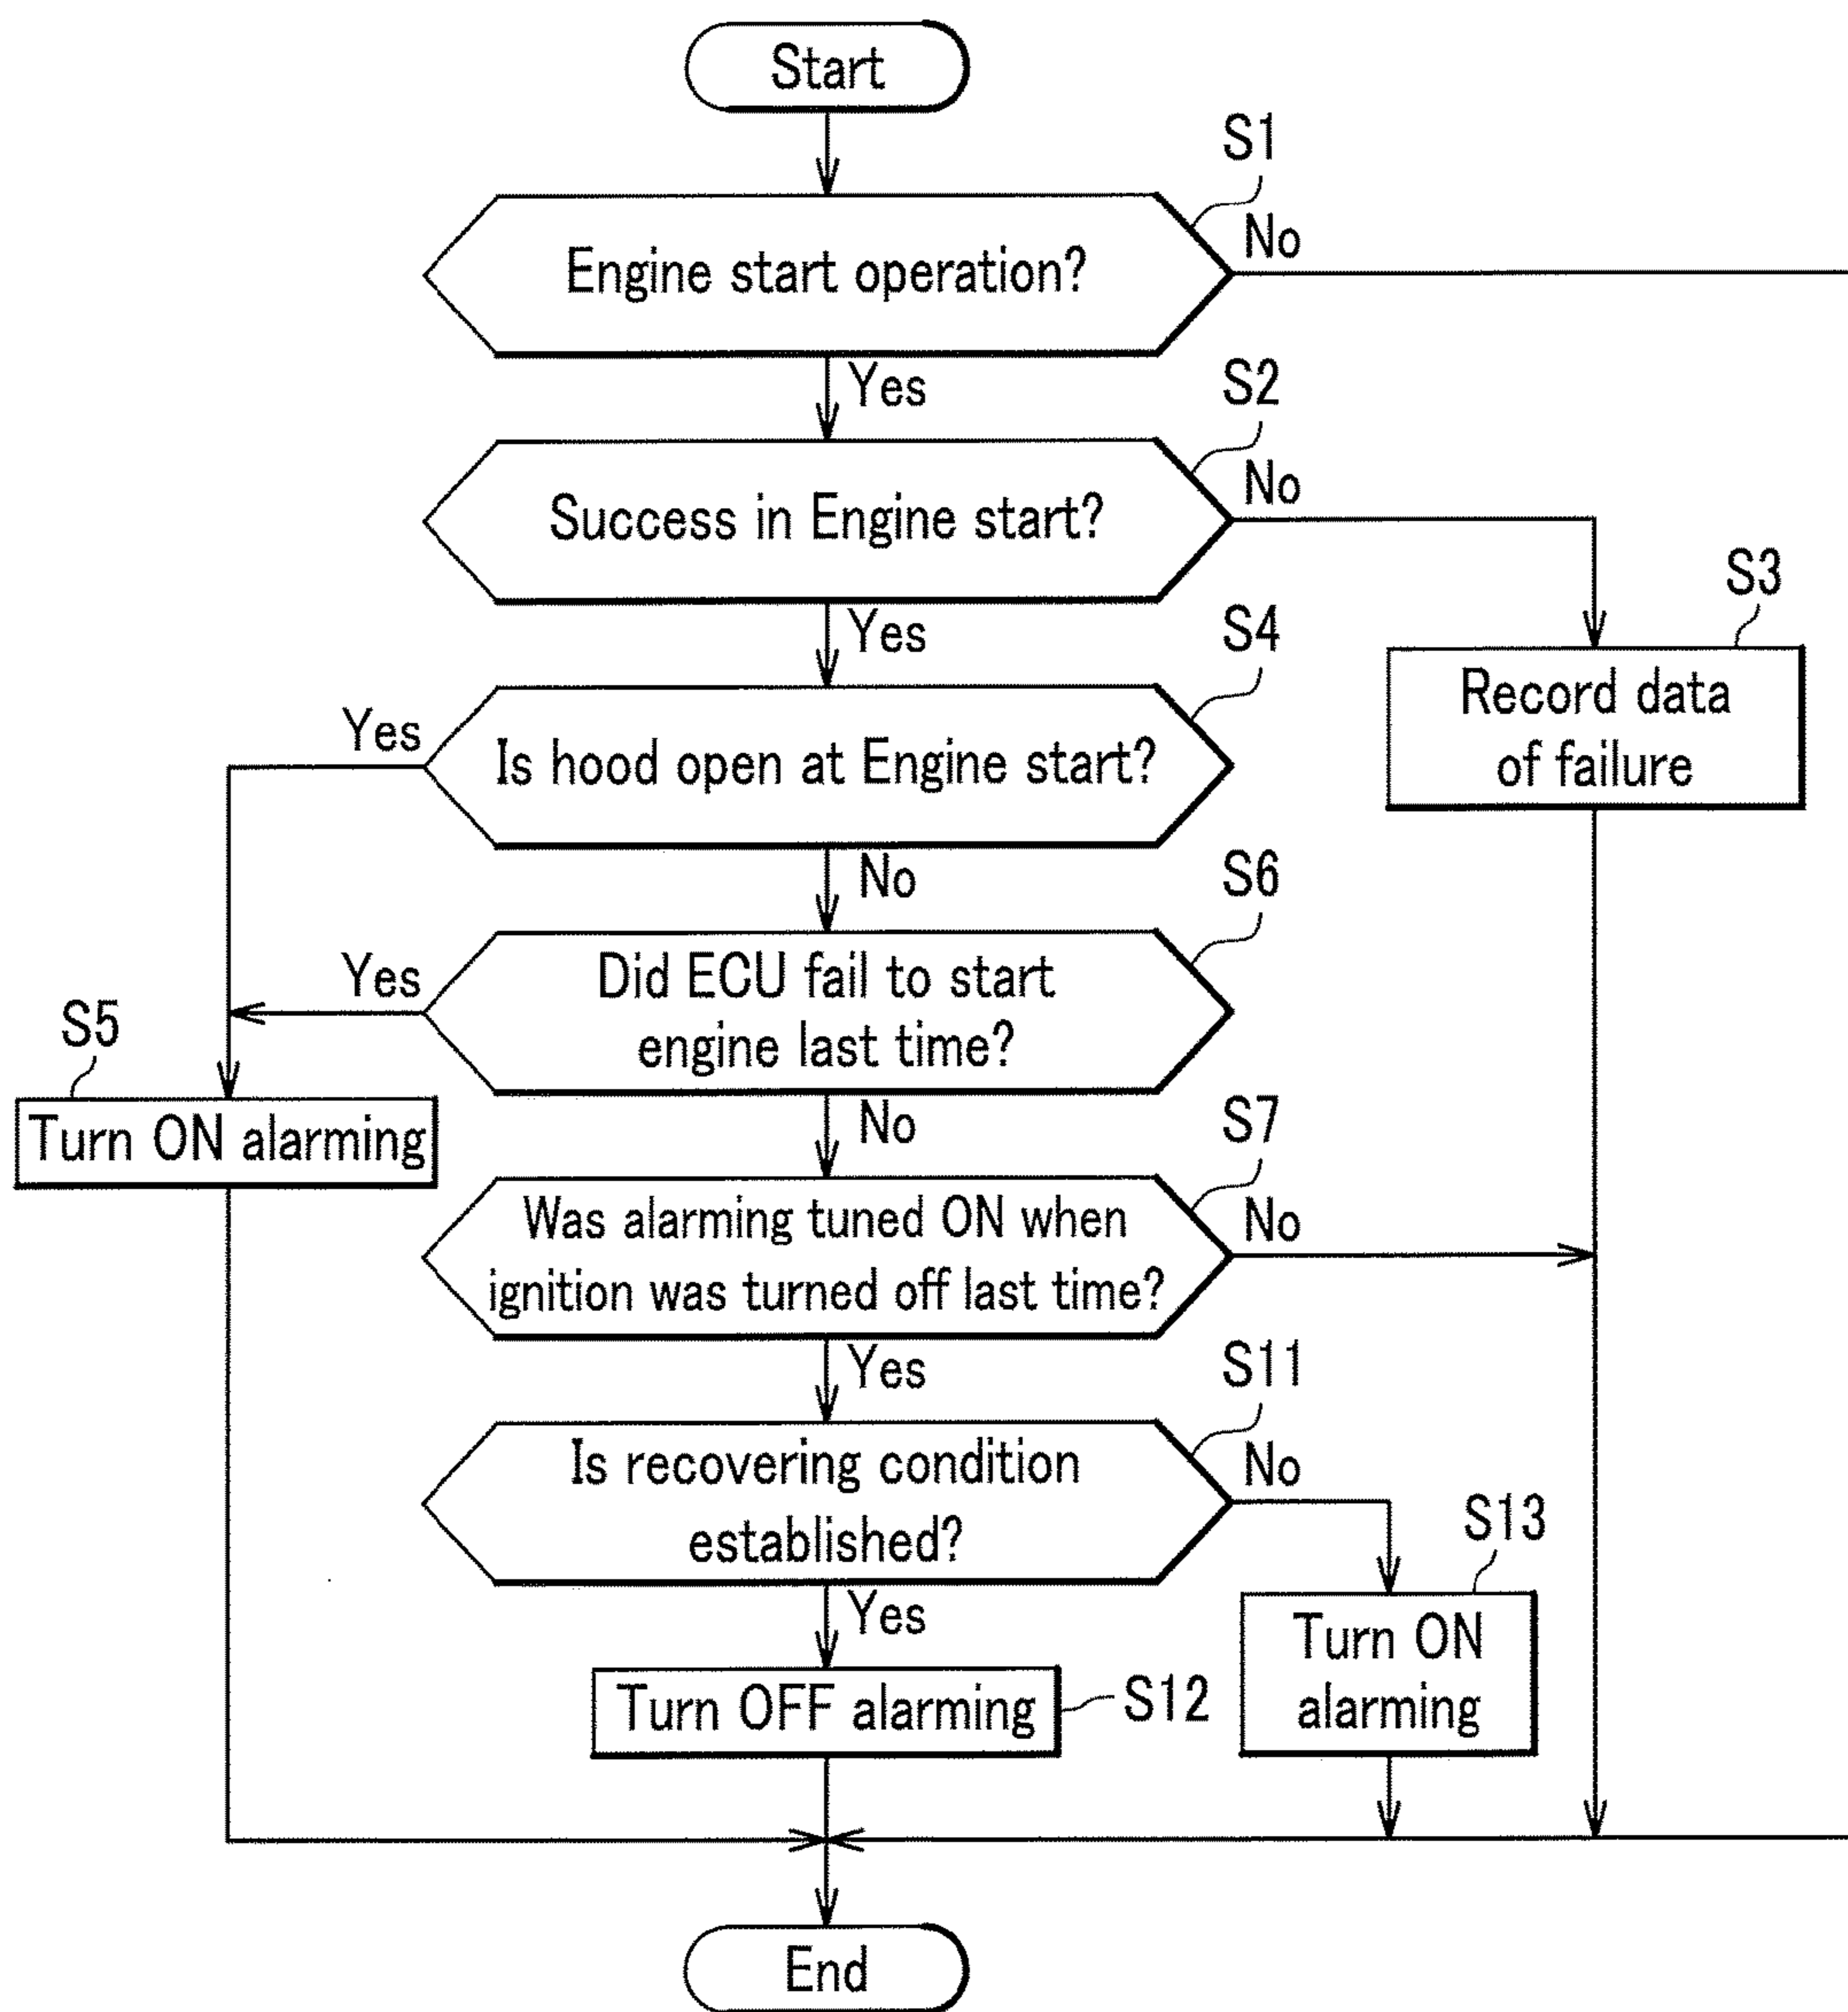 Start
S1
Engine start operation?
No
Yes
S2
Success in Engine start?
No
Yes
S3
Record data
of failure
S4
Is hood open at Engine start?
Yes
No
S6
Did ECU fail to start
engine last time?
Yes
No
S5
Turn ON alarming
S7
Was alarming tuned ON when
ignition was turned off last time?
No
Yes
S11
Is recovering condition
established?
No
Yes
S13
Turn ON
alarming
Turn OFF alarming
S12
End